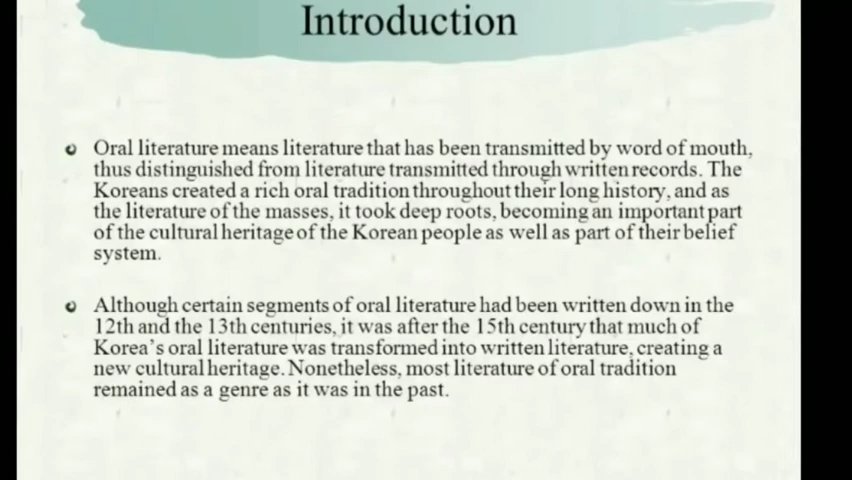 Introduction
Oral literature means literature that has been transmitted by word of mouth,
thus distinguished from literature transmitted through written records. The
Koreans created a rich oral tradition throughout their long history, and as
the literature of the masses, it took deep roots, becoming an important part
of the cultural heritage of the Korean people as well as part of their belief
system.
Although certain segments of oral literature had been written down in the
12th and the 13th centuries, it was after the 15th century that much of
Korea's oral literature was transformed into written literature, creating a
new cultural heritage. Nonetheless, most literature of oral tradition
remained as a genre as it was in the past.